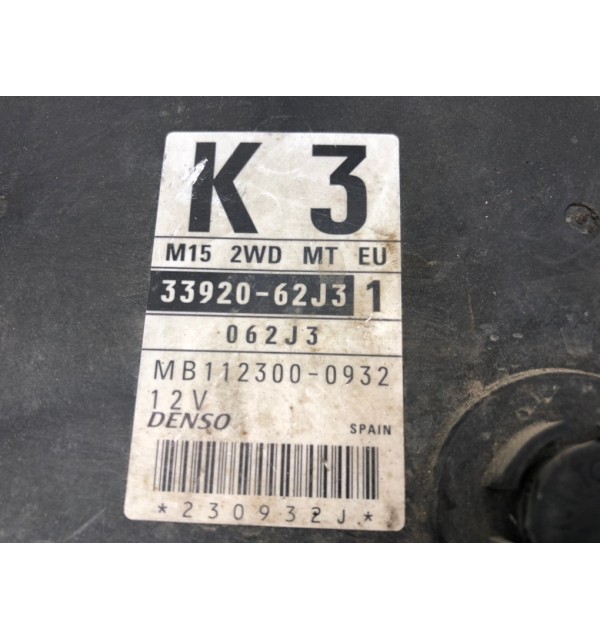 K 3
M15 2WD MT EU
33920-62J3 1
062J3
MB112300-0932
12V
DENSO
SPAIN
*230932J*